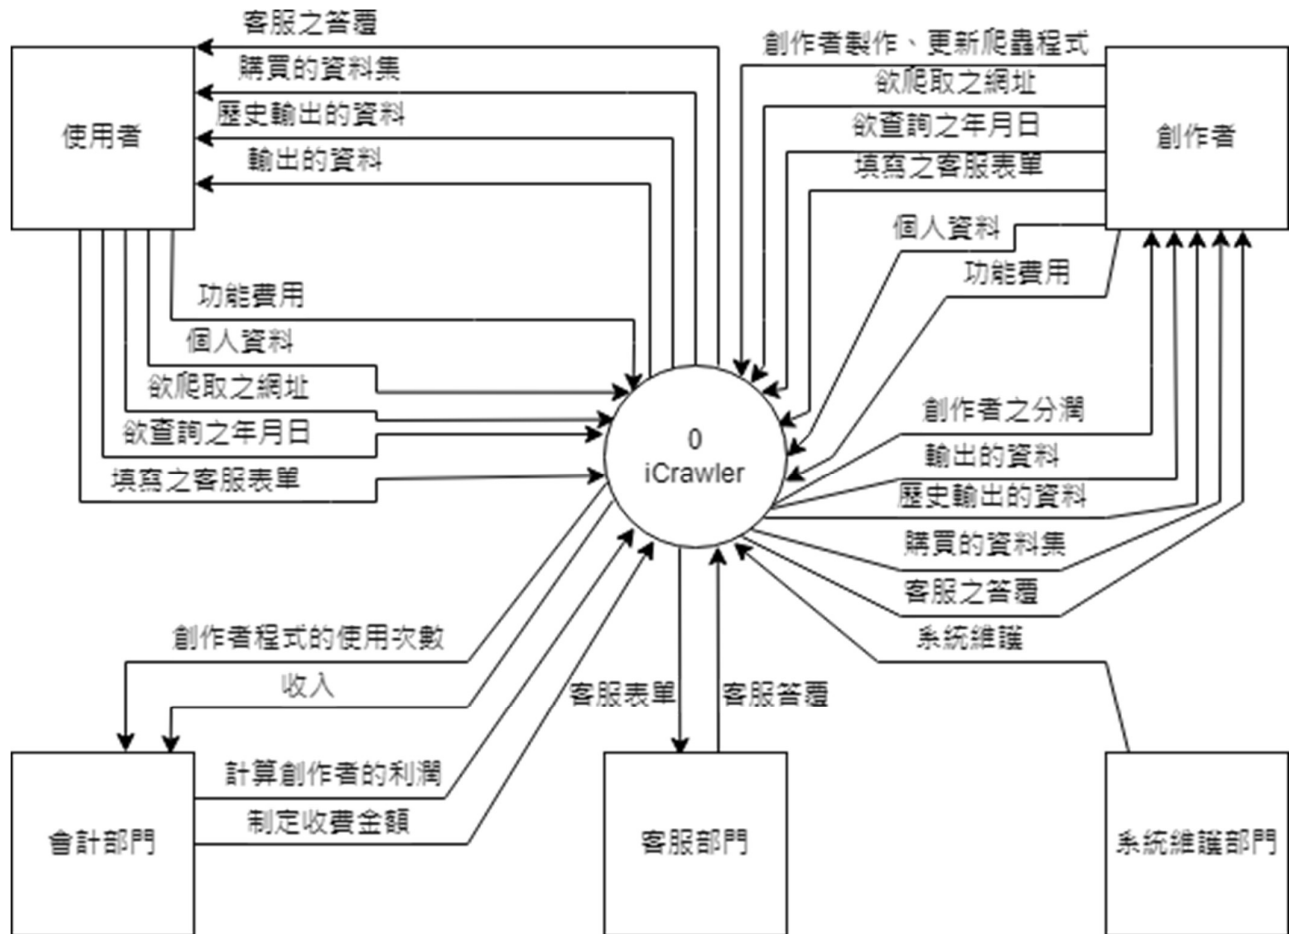 客服之答覆
購買的資料集
歷史輸出的資料
輸出的資料
使用者
功能費用
個人資料
欲爬取之網址
欲查詢之年月日
填寫之客服表單
創作者製作、更新爬蟲程式
欲爬取之網址
欲查詢之年月日
填寫之客服表單
個人資料
功能費用
創作者
0
iCrawler
創作者之分潤
輸出的資料
歷史輸出的資料
購買的資料集
客服之答覆
系統維護
創作者程式的使用次數
收入
計算創作者的利潤
制定收費金額
客服表單
客服答覆
會計部門
客服部門
系統維護部門